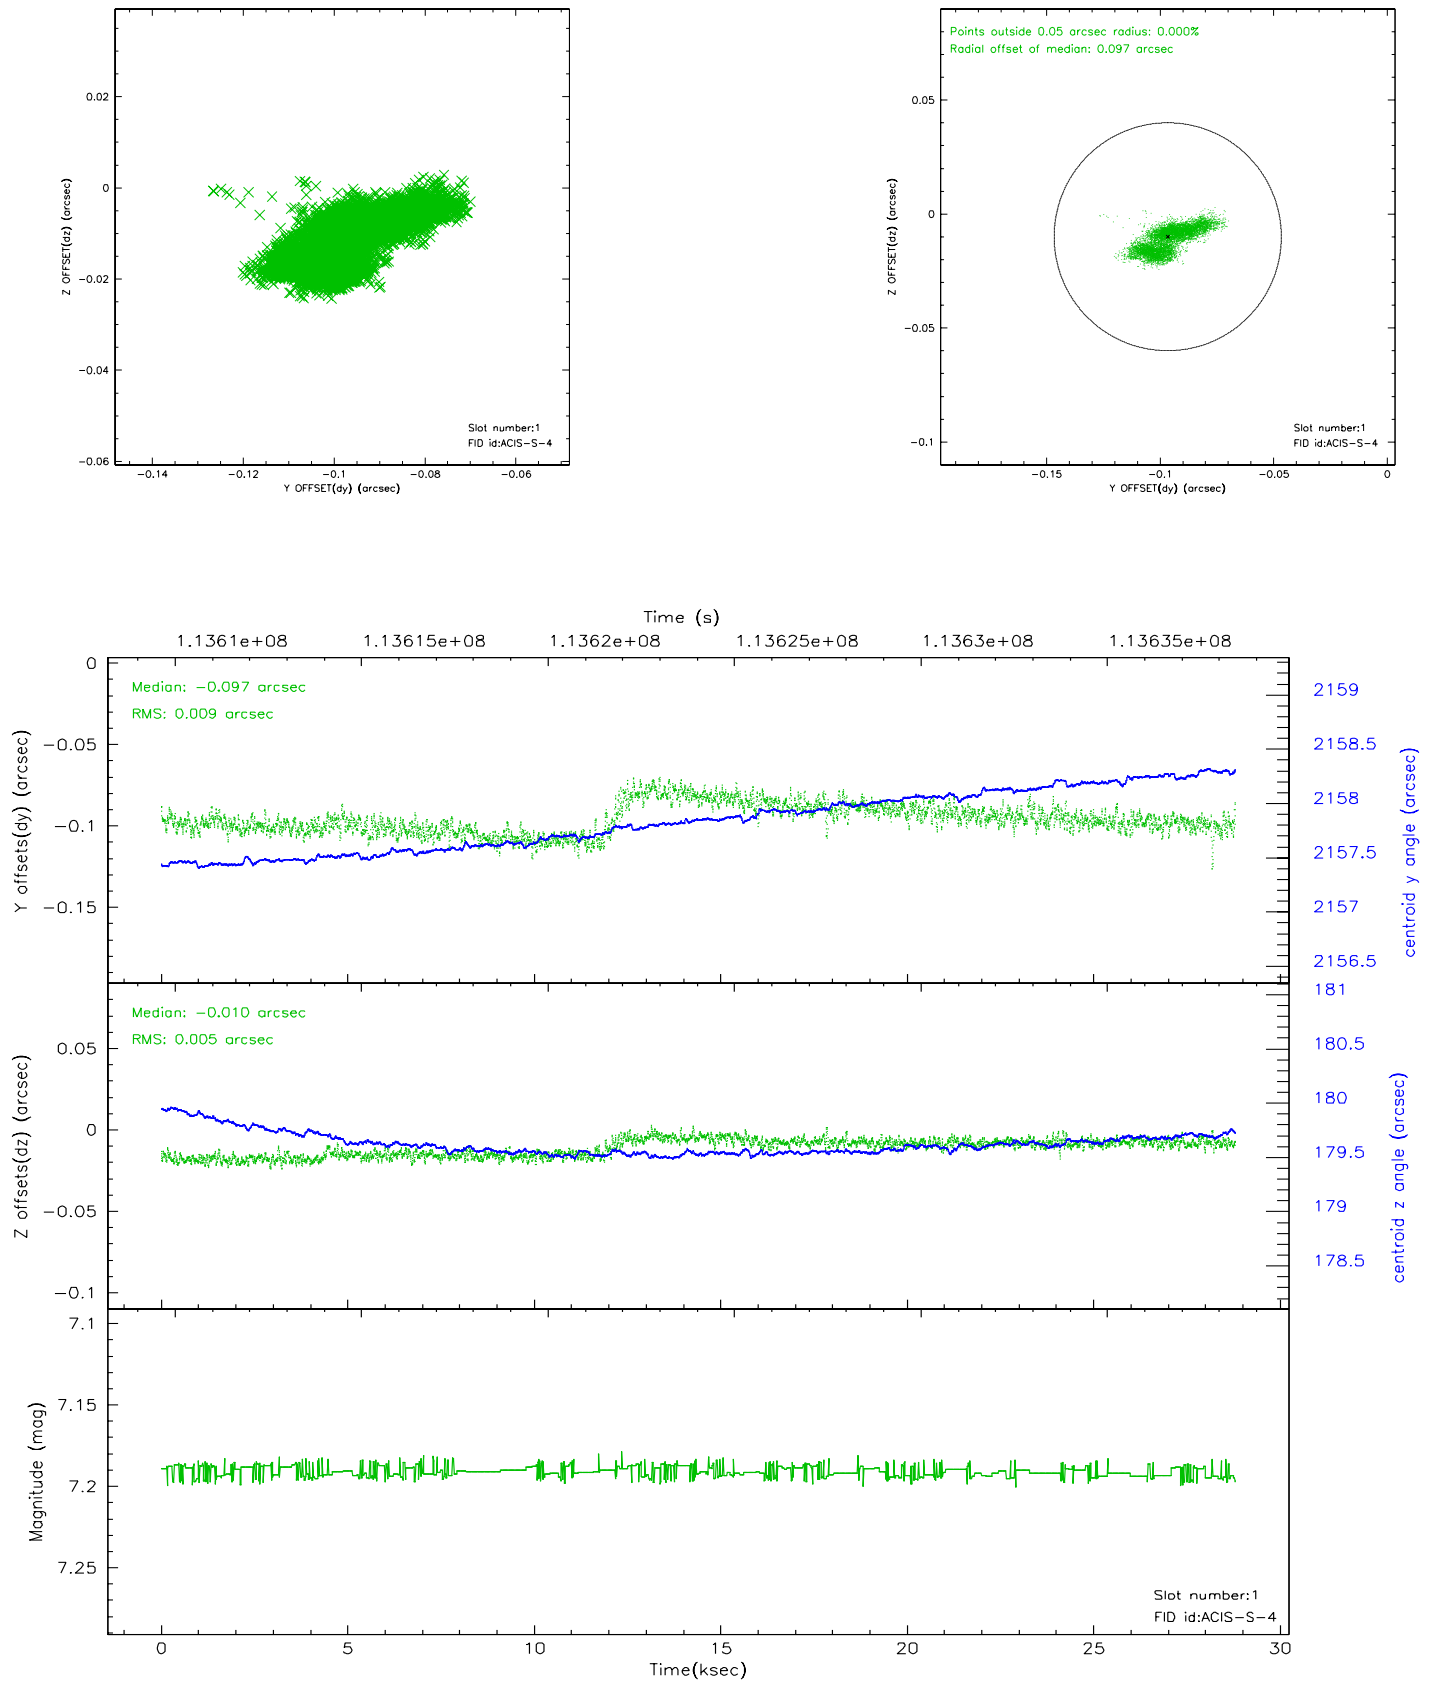 0.02
0
−0.02
−0.04
−0.06
Z OFFSET(dz) (arcsec)
Slot number:1
FID id:ACIS−S−4
−0.14
−0.12
−0.1
−0.08
−0.06
Y OFFSET(dy) (arcsec)
Points outside 0.05 arcsec radius: 0.000%
Radial offset of median: 0.097 arcsec
0.05
0
−0.05
−0.1
Z OFFSET(dz) (arcsec)
Slot number:1
FID id:ACIS−S−4
−0.15
−0.1
−0.05
0
Y OFFSET(dy) (arcsec)
Time (s)
1.1361e+08
1.13615e+08
1.1362e+08
1.13625e+08
1.1363e+08
1.13635e+08
Median: −0.097 arcsec
RMS: 0.009 arcsec
0
−0.05
−0.1
−0.15
Y offsets(dy) (arcsec)
2159
2158.5
2158
2157.5
2157
2156.5
centroid y angle (arcsec)
Median: −0.010 arcsec
RMS: 0.005 arcsec
0.05
0
−0.05
−0.1
Z offsets(dz) (arcsec)
181
180.5
180
179.5
179
178.5
centroid z angle (arcsec)
7.1
7.15
7.2
7.25
Magnitude (mag)
Slot number:1
FID id:ACIS−S−4
0
5
10
15
20
25
30
Time(ksec)